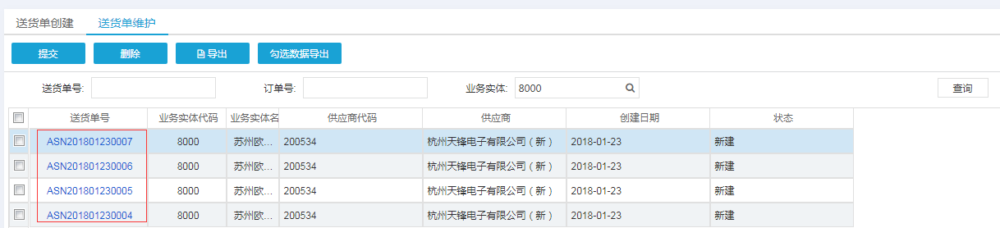 送货单创建 送货单维护
提交 删除 导出 勾选数据导出
送货单号: 订单号: 业务实体: 8000 查询
送货单号 业务实体代码 业务实体名 供应商代码 供应商 创建日期 状态
ASN201801230007 8000 苏州欧... 200534 杭州天锋电子有限公司（新） 2018-01-23 新建
ASN201801230006 8000 苏州欧... 200534 杭州天锋电子有限公司（新） 2018-01-23 新建
ASN201801230005 8000 苏州欧... 200534 杭州天锋电子有限公司（新） 2018-01-23 新建
ASN201801230004 8000 苏州欧... 200534 杭州天锋电子有限公司（新） 2018-01-23 新建